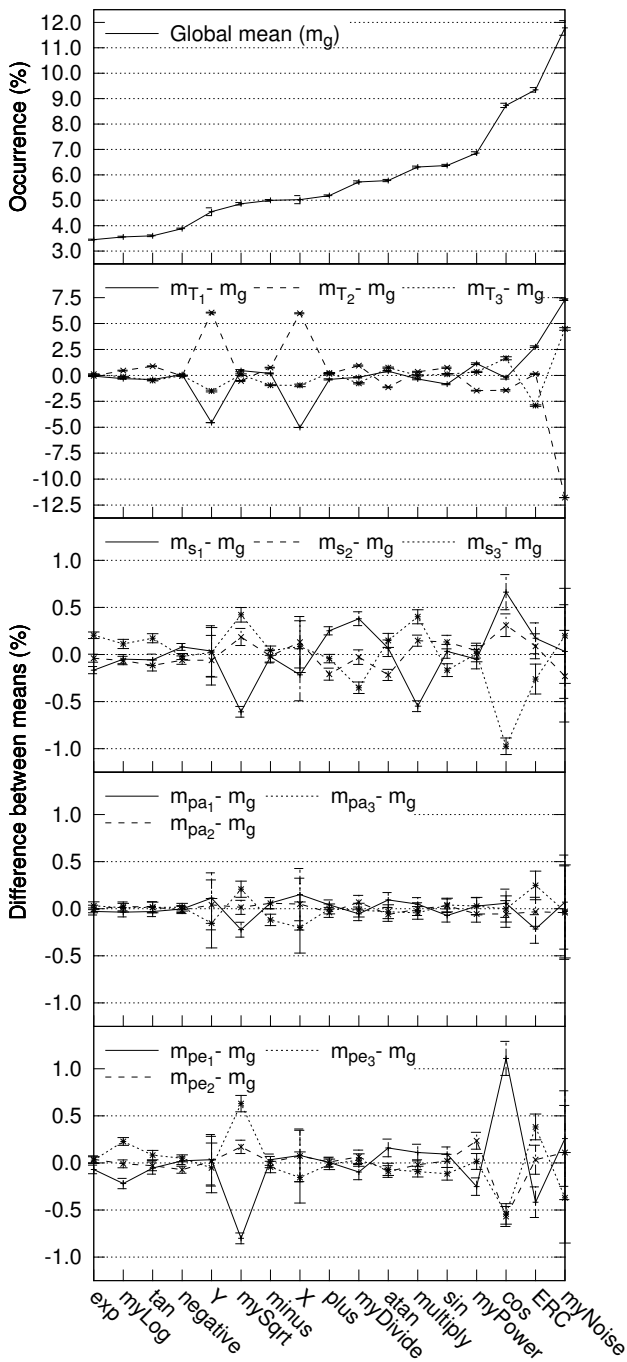 Occurrence (%)
12.0
11.0
10.0
9.0
8.0
7.0
6.0
5.0
4.0
3.0
Global mean (mg)
7.5
5.0
2.5
0.0
-2.5
-5.0
-7.5
-10.0
-12.5
mT1- mg mT2- mg mT3- mg
Difference between means (%)
1.0
0.5
0.0
-0.5
-1.0
ms1- mg ms2- mg ms3- mg
1.0
0.5
0.0
-0.5
-1.0
mpa1- mg mpa3- mg
mpa2- mg
1.0
0.5
0.0
-0.5
-1.0
mpe1- mg mpe3- mg
mpe2- mg
exp
myLog
tan
negative
Y
mySqrt
minus
X
plus
myDivide
atan
multiply
sin
myPower
cos
ERC
myNoise